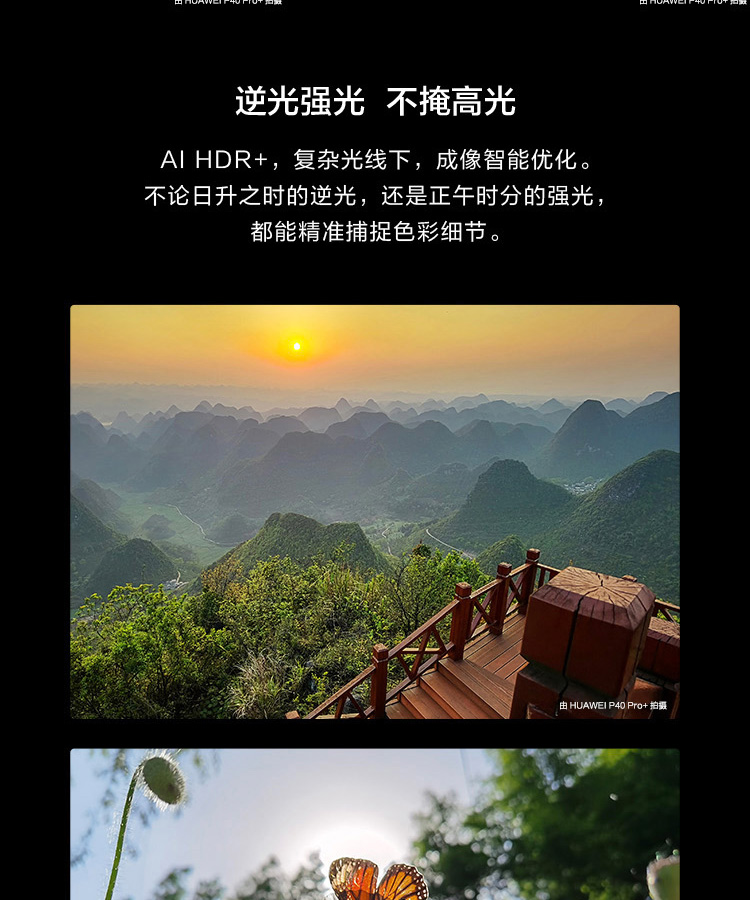 由 HUAWEI P40 Pro+ 拍摄 由 HUAWEI P40 Pro+ 拍摄
逆光强光 不掩高光
AI HDR+，复杂光线下，成像智能优化。
不论日升之时的逆光，还是正午时分的强光，
都能精准捕捉色彩细节。
由 HUAWEI P40 Pro+ 拍摄